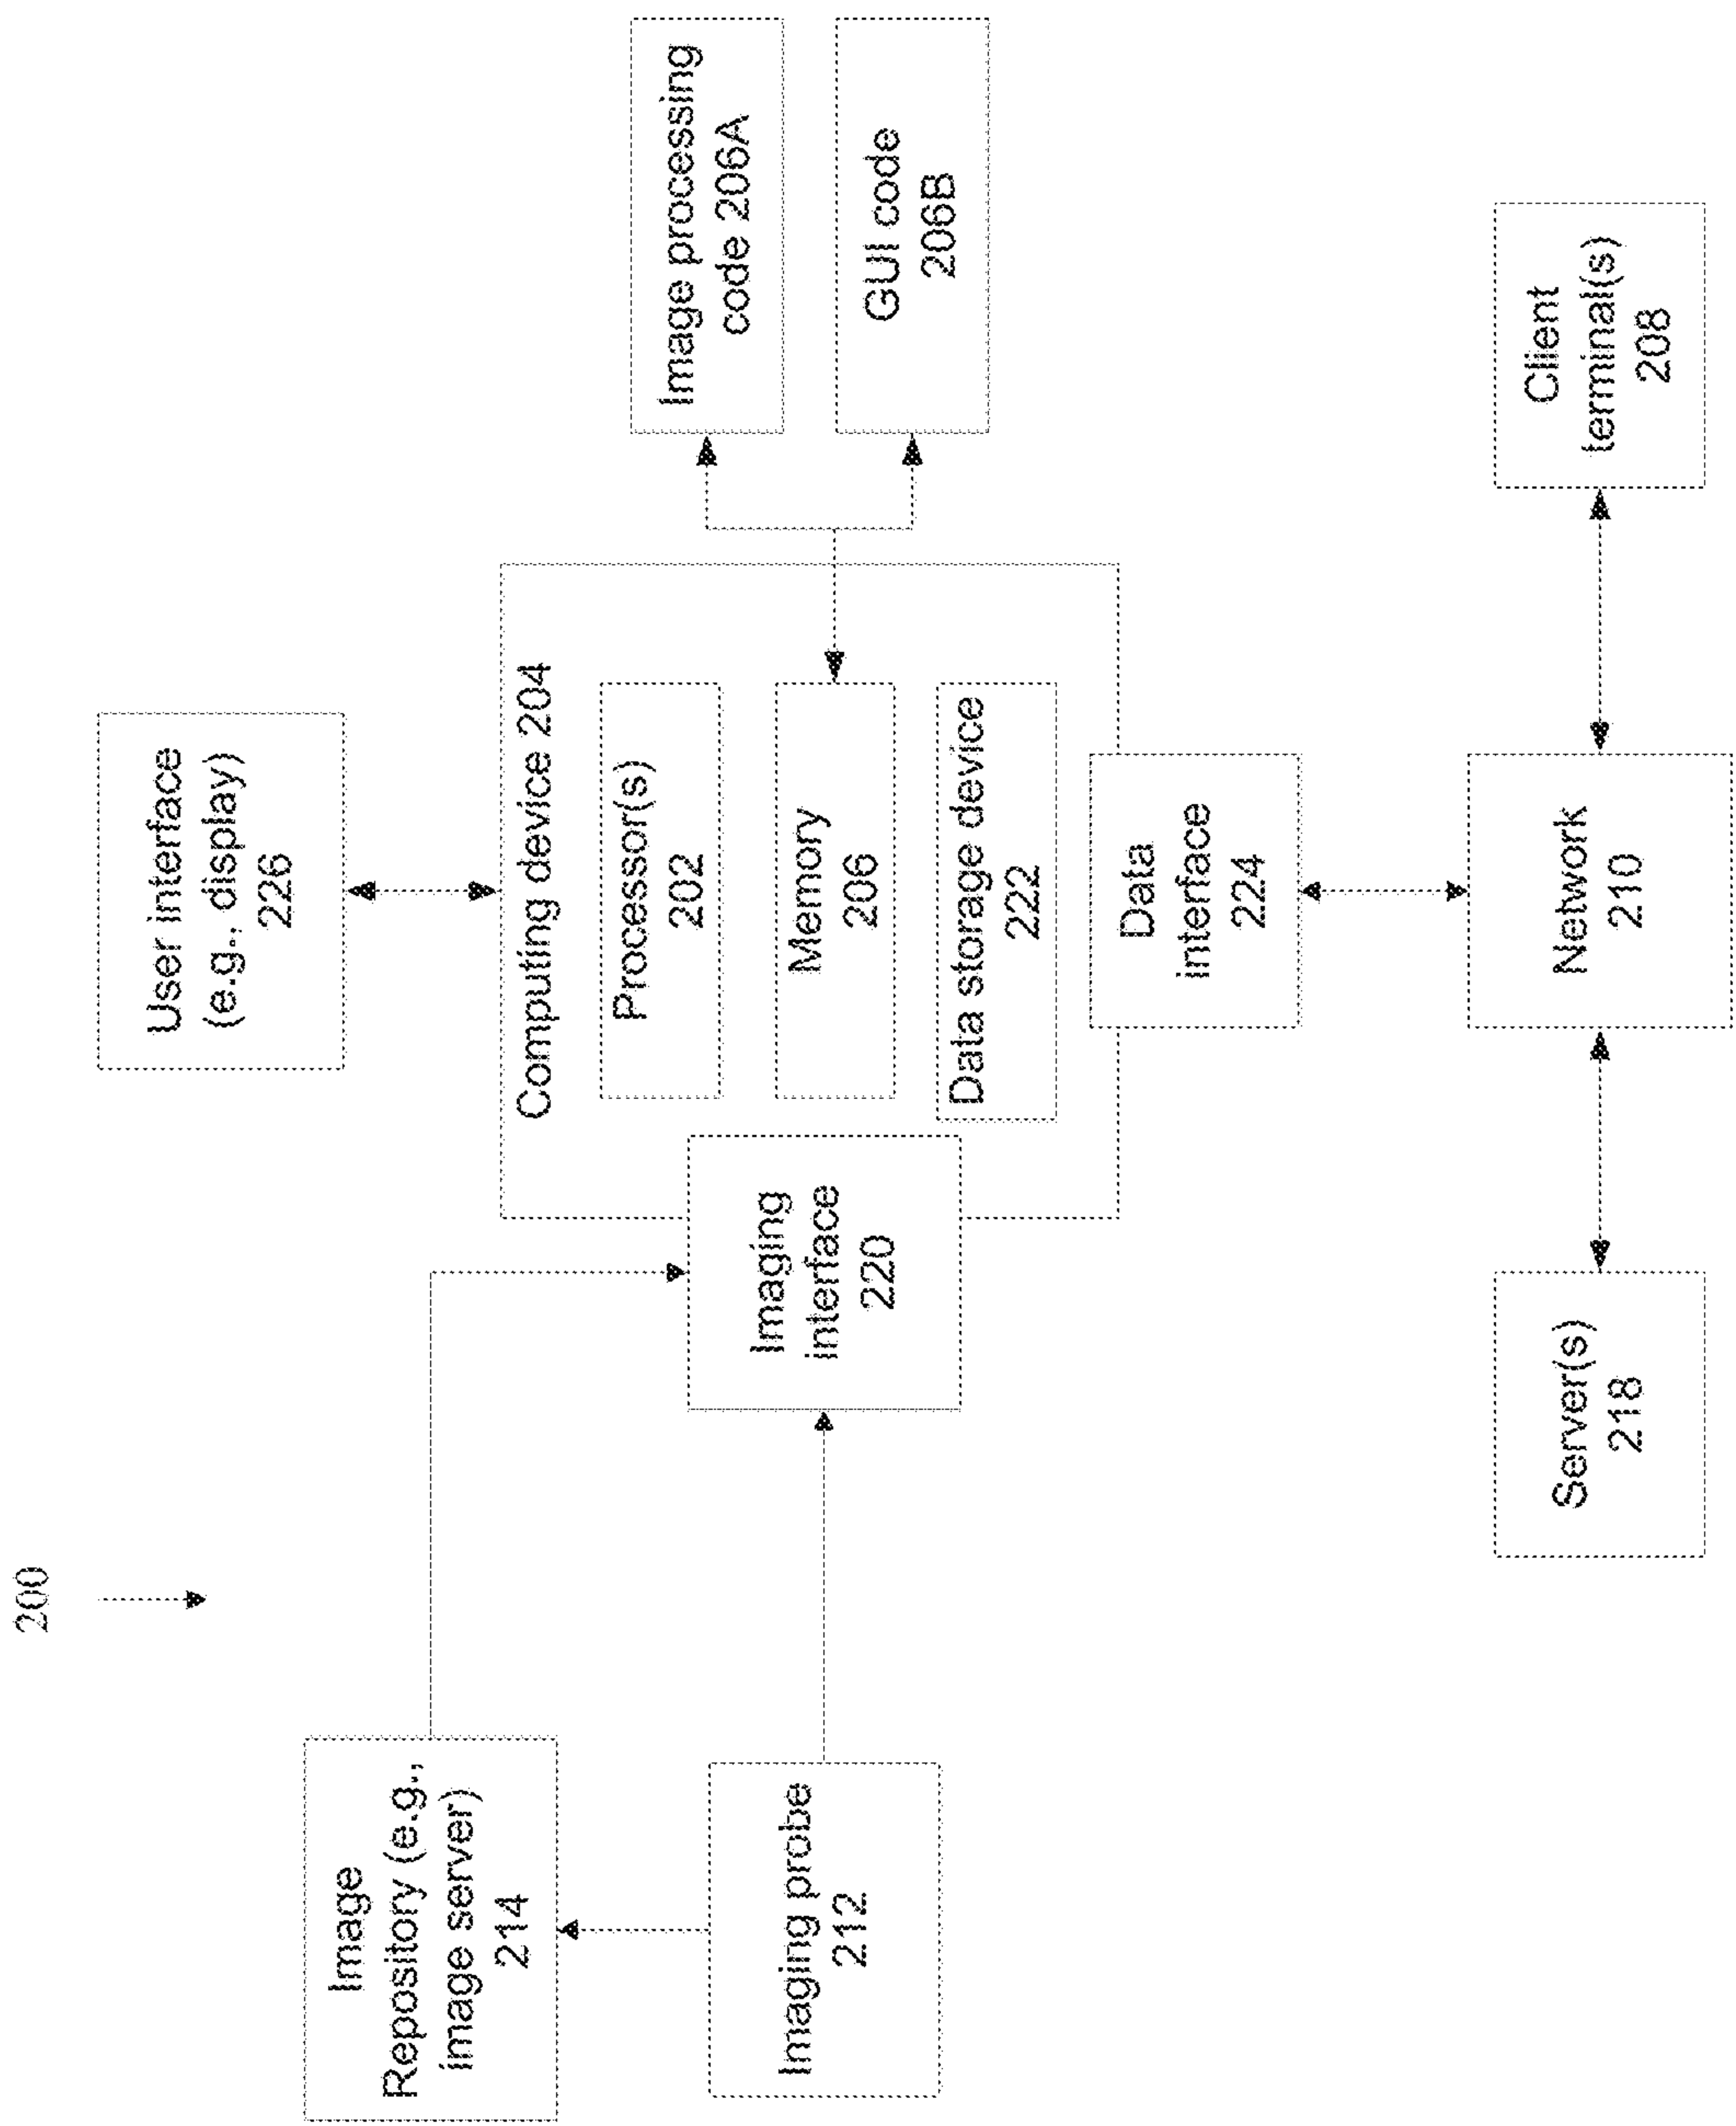 200
Image
Repository (e.g.,
image server)
214
Imaging probe
212
User interface
(e.g., display)
226
Computing device 204
Processor(s)
202
Memory
206
Data storage device
222
Imaging
interface
220
Data
interface
224
Image processing
code 206A
GUI code
206B
Server(s)
218
Network
210
Client
terminal(s)
208